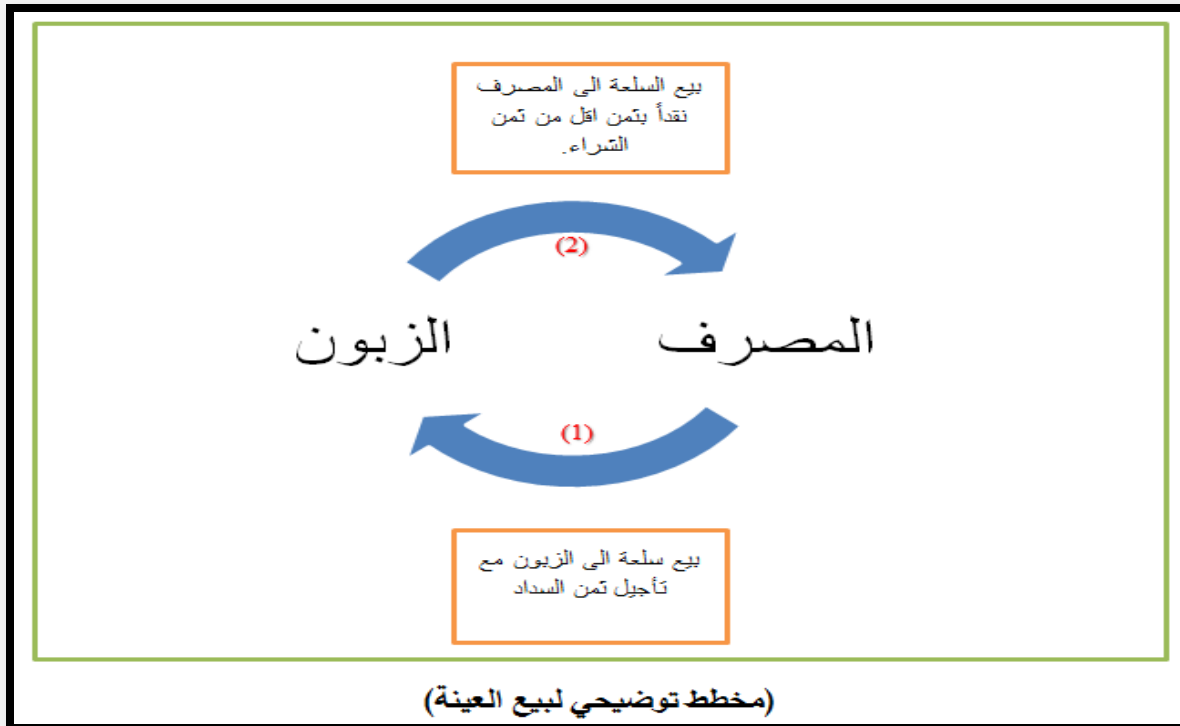 بيع السلعة الى المصرف
نقداً بثمن اقل من ثمن
الشراء.
(2)
المصرف
الزبون
(1)
بيع سلعة الى الزبون مع
تأجيل ثمن السداد
(مخطط توضيحي لبيع العينة)